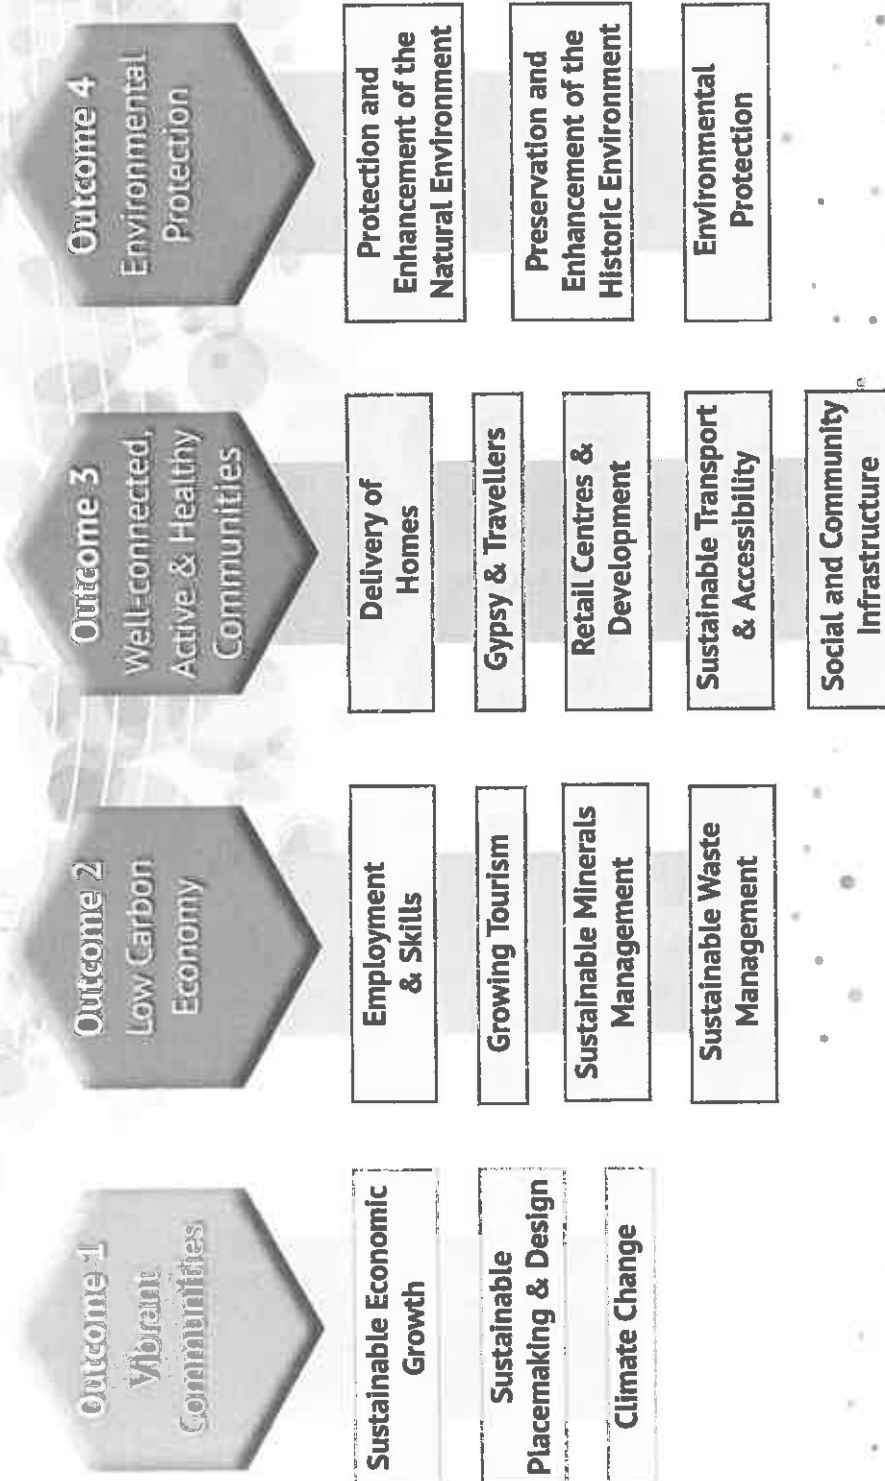 Outcome 1
Vibrant
Communities
Sustainable Economic
Growth
Sustainable
Placemaking & Design
Climate Change
Outcome 2
Low Carbon
Economy
Employment
& Skills
Growing Tourism
Sustainable Minerals
Management
Sustainable Waste
Management
Outcome 3
Well-connected,
Active & Healthy
Communities
Delivery of
Homes
Gypsy & Travellers
Retail Centres &
Development
Sustainable Transport
& Accessibility
Social and Community
Infrastructure
Outcome 4
Environmental
Protection
Protection and
Enhancement of the
Natural Environment
Preservation and
Enhancement of the
Historic Environment
Environmental
Protection